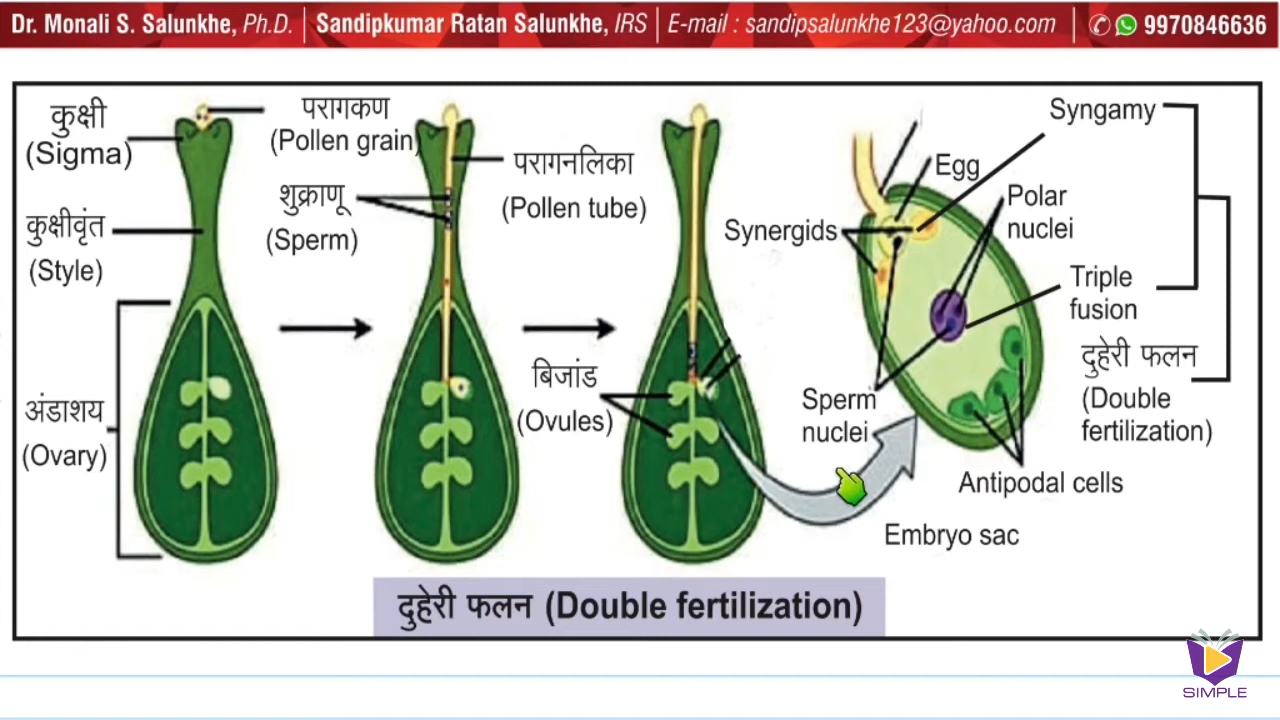 Dr. Monali S. Salunkhe, Ph.D. | Sandipkumar Ratan Salunkhe, IRS | E-mail : sandipsalunkhe123@yahoo.com | 9970846636
कुक्षी
(Sigma)
परागकण
(Pollen grain)
शुक्राणू
(Sperm)
परागनलिका
(Pollen tube)
कुक्षीवृंत
(Style)
अंडाशय
(Ovary)
बिजांड
(Ovules)
Syngamy
Egg
Polar
nuclei
Synergids
Triple
fusion
दुहेरी फलन
(Double
fertilization)
Sperm
nuclei
Antipodal cells
Embryo sac
दुहेरी फलन (Double fertilization)
SIMPLE